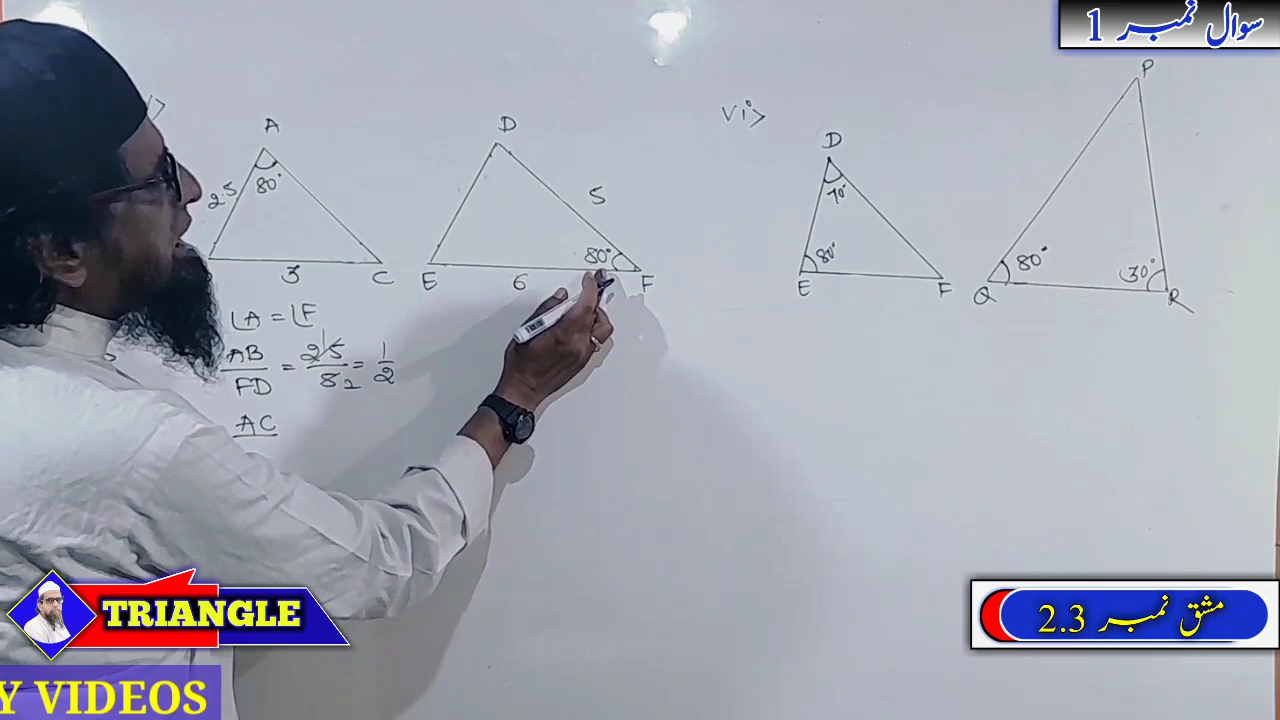 سوال نمبر 1
A
2.5
80°
3
C
D
5
80°
E
6
F
∠A = ∠F
AB/FD = 2.5/5 2 = 1/2
AC
vi>
D
70°
80°
E
F
P
80°
30°
Q
R
TRIANGLE
مشق نمبر 2.3
Y VIDEOS